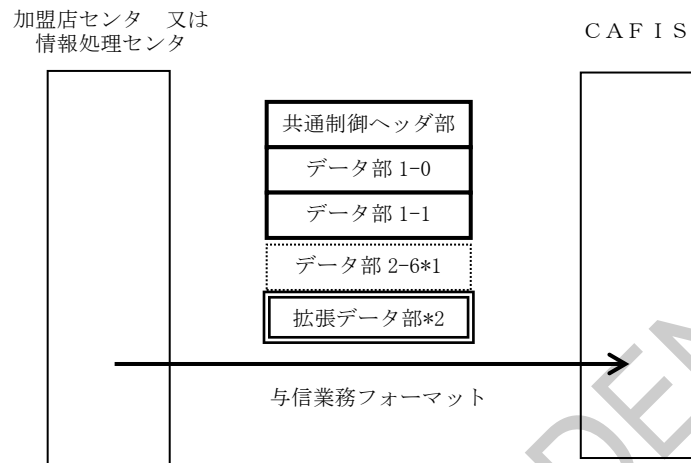 加盟店センタ　又は
情報処理センタ
ＣＡＦＩＳ
共通制御ヘッダ部
データ部 1-0
データ部 1-1
データ部 2-6*1
拡張データ部*2
与信業務フォーマット